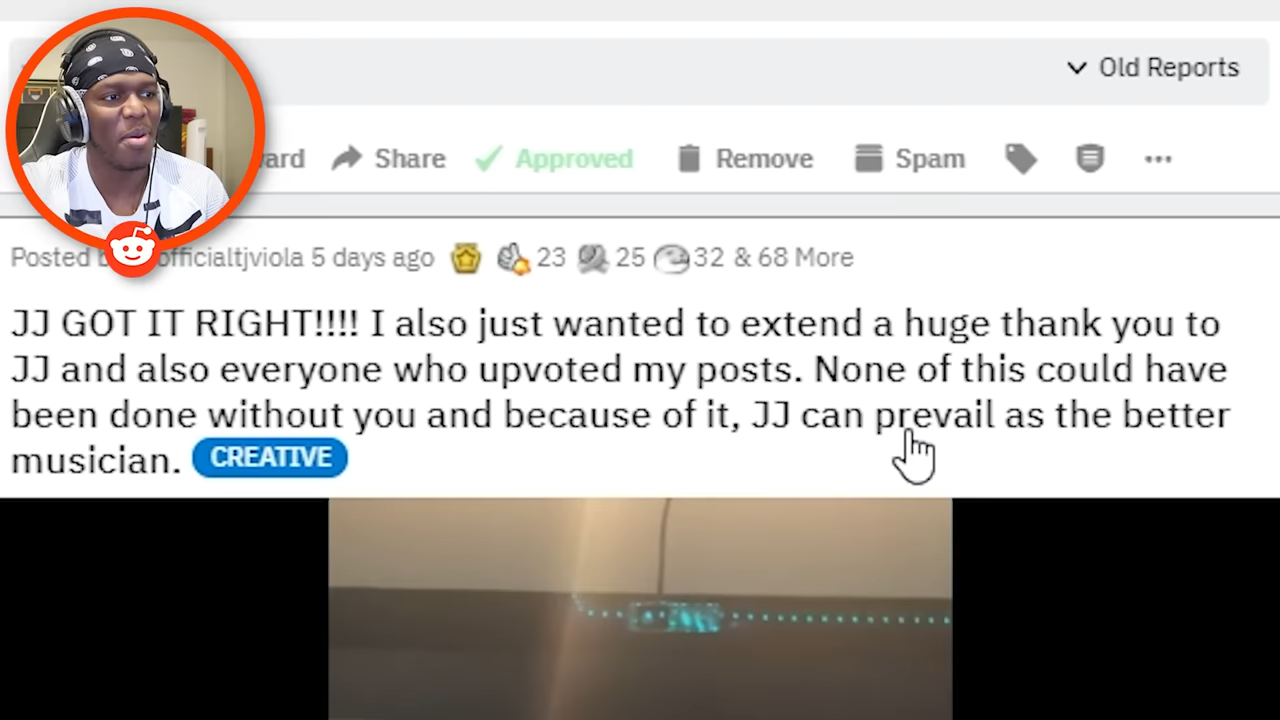 Old Reports
Share Approved Remove Spam
Posted 5 days ago 23 25 32 & 68 More
JJ GOT IT RIGHT!!!! I also just wanted to extend a huge thank you to
JJ and also everyone who upvoted my posts. None of this could have
been done without you and because of it, JJ can prevail as the better
musician. CREATIVE